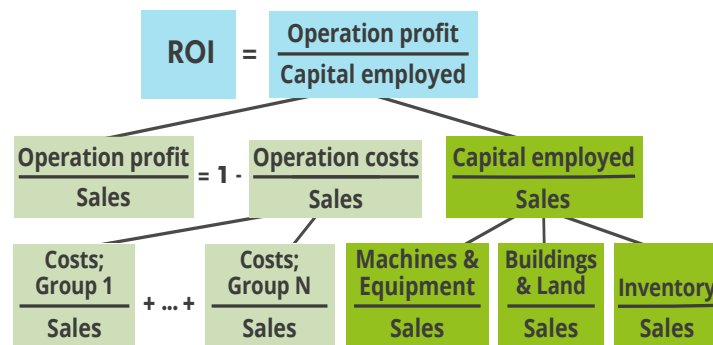 ROI = Operation profit
Capital employed
Operation profit = 1 - Operation costs Capital employed
Sales Sales Sales
Costs; Costs; Machines & Buildings
Group 1 + ... + Group N Equipment & Land Inventory
Sales Sales Sales Sales Sales